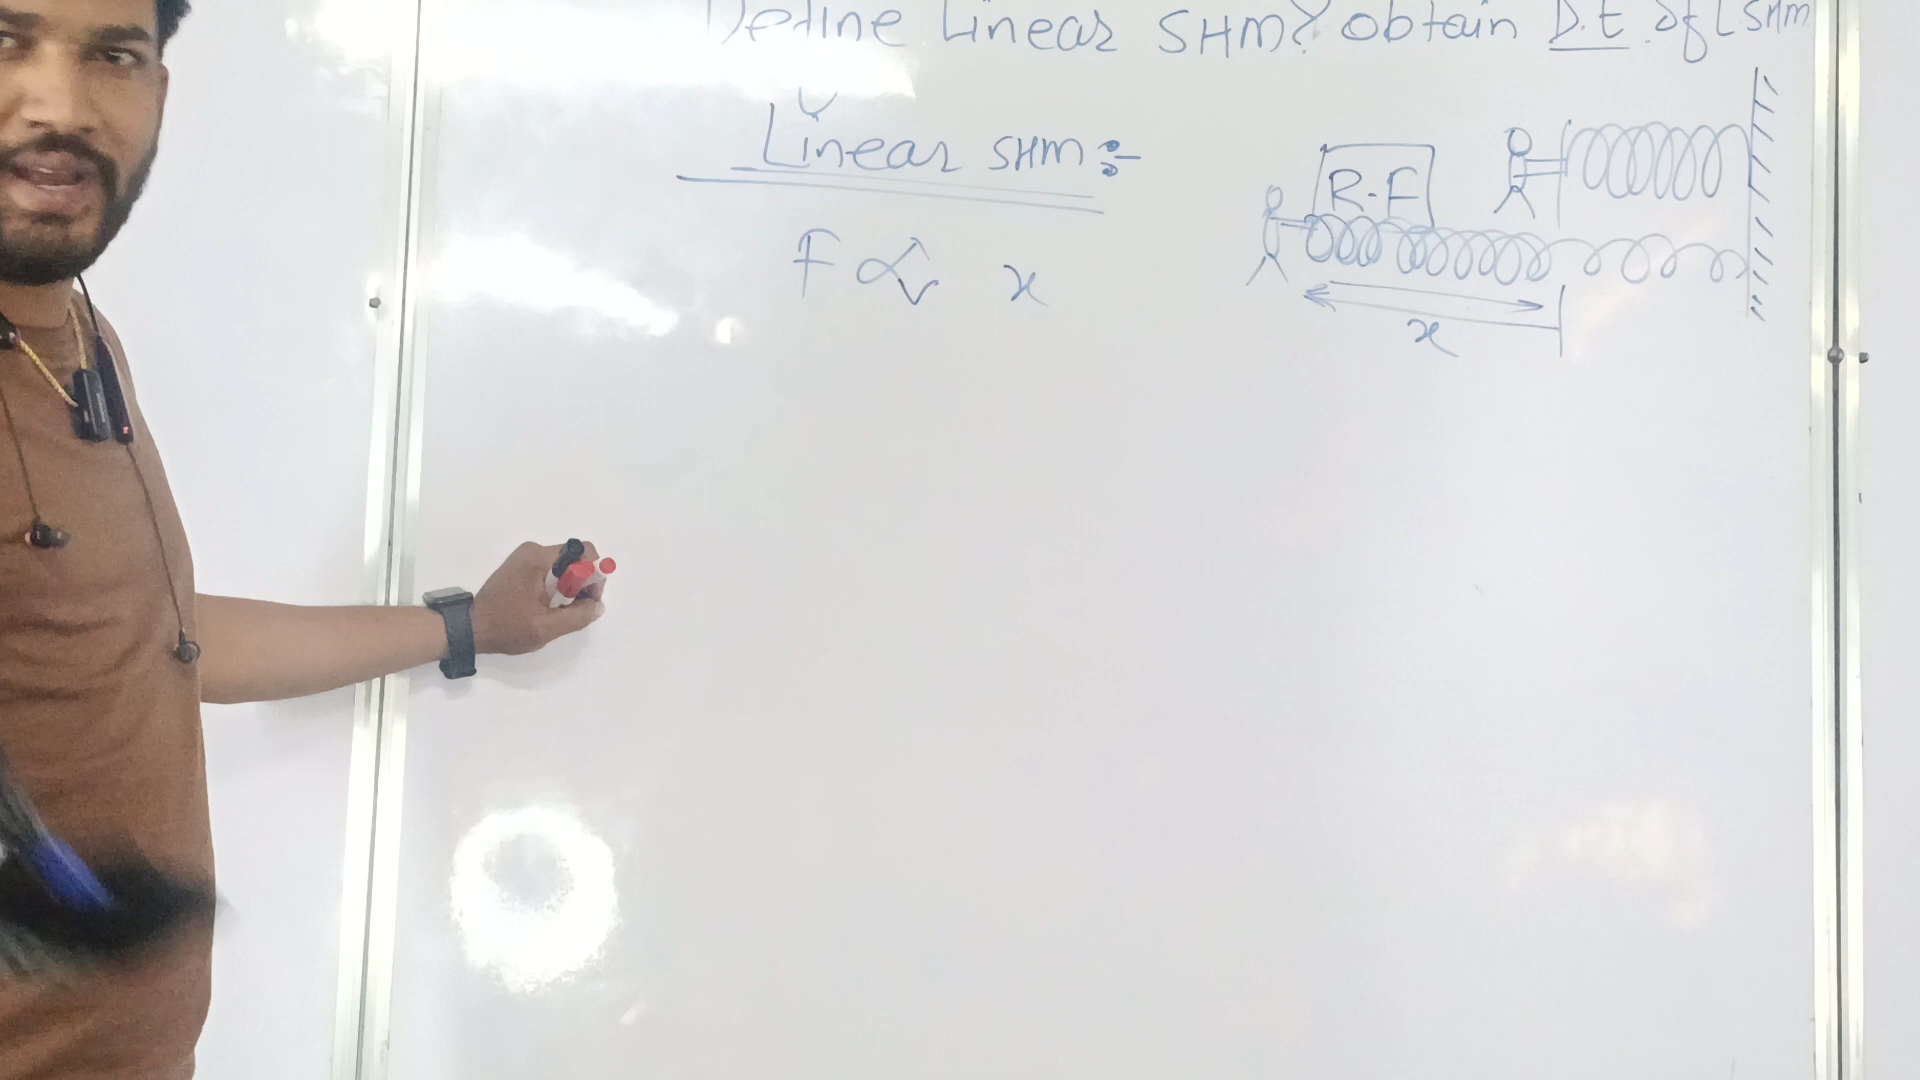 Define Linear SHM? obtain D.E of LSHM
Linear SHM :-
R.F
F ∝ x
x